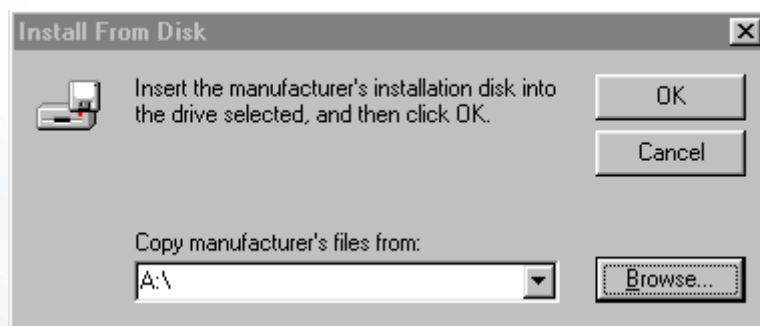 Install From Disk
Insert the manufacturer's installation disk into
the drive selected, and then click OK.
OK
Cancel
Copy manufacturer's files from:
A:\
Browse...